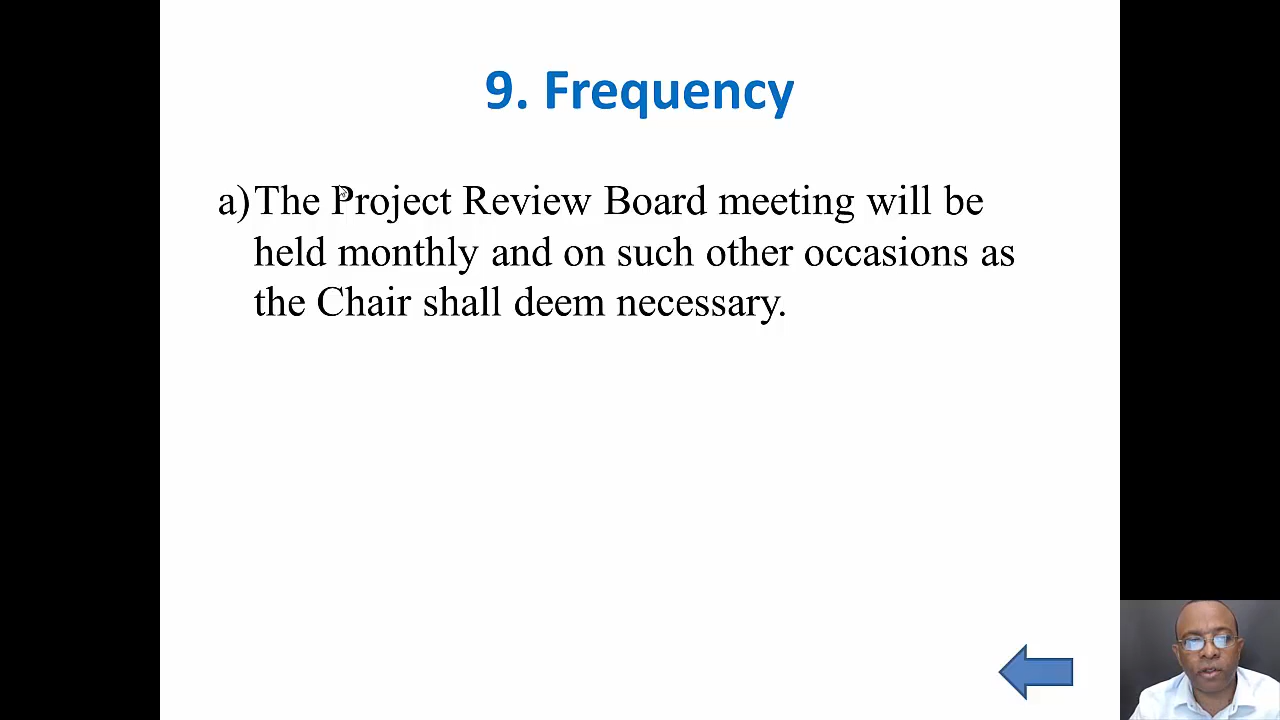 9. Frequency
a) The Project Review Board meeting will be
held monthly and on such other occasions as
the Chair shall deem necessary.